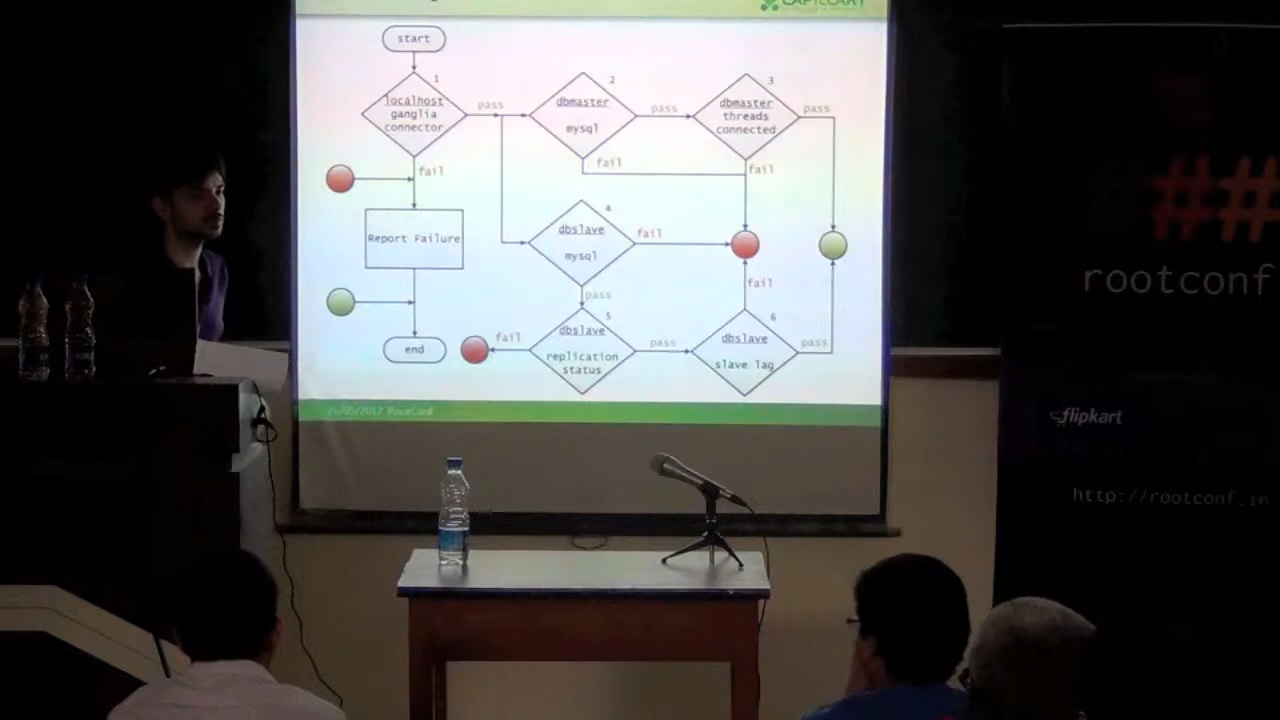 CAPILLARY
start
1
localhost
ganglia
connector
pass
2
dbmaster
mysql
pass
3
dbmaster
threads
connected
pass
fail
fail
fail
Report Failure
4
dbslave
mysql
fail
pass
fail
end
fail
5
dbslave
replication
status
pass
6
dbslave
slave lag
pass
RootConf
###
rootconf
flipkart
http://rootconf.in